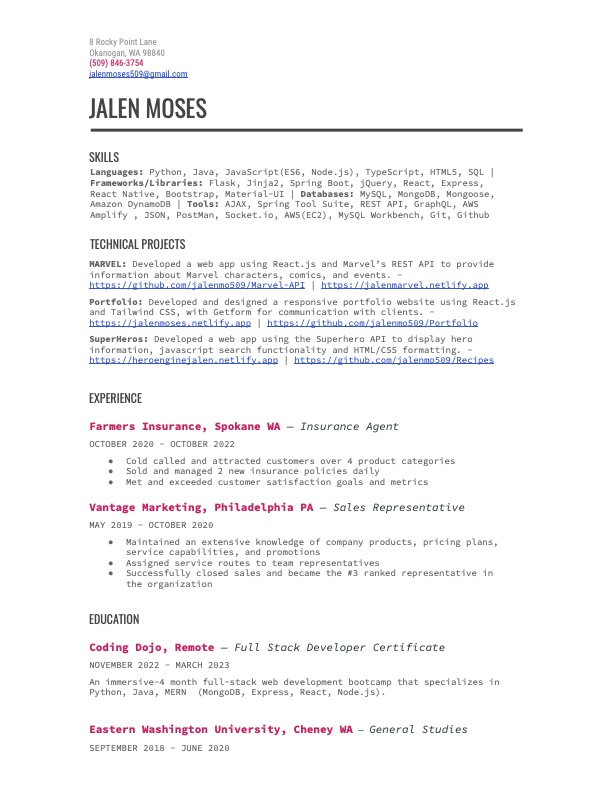 8 Rocky Point Lane
Okanogan, WA 98840
(509) 846-3754
jalenmoses509@gmail.com
JALEN MOSES
SKILLS
Languages: Python, Java, JavaScript(ES6, Node.js), TypeScript, HTML5, SQL |
Frameworks/Libraries: Flask, Jinja2, Spring Boot, jQuery, React, Express,
React Native, Bootstrap, Material-UI | Databases: MySQL, MongoDB, Mongoose,
Amazon DynamoDB | Tools: AJAX, Spring Tool Suite, REST API, GraphQL, AWS
Amplify , JSON, PostMan, Socket.io, AWS(EC2), MySQL Workbench, Git, Github
TECHNICAL PROJECTS
MARVEL: Developed a web app using React.js and Marvel’s REST API to provide
information about Marvel characters, comics, and events. –
https://github.com/jalenmo509/Marvel-API | https://jalenmarvel.netlify.app
Portfolio: Developed and designed a responsive portfolio website using React.js
and Tailwind CSS, with Getform for communication with clients. –
https://jalenmoses.netlify.app | https://github.com/jalenmo509/Portfolio
SuperHeros: Developed a web app using the Superhero API to display hero
information, javascript search functionality and HTML/CSS formatting. –
https://heroenginejalen.netlify.app | https://github.com/jalenmo509/Recipes
EXPERIENCE
Farmers Insurance, Spokane WA — Insurance Agent
OCTOBER 2020 - OCTOBER 2022
● Cold called and attracted customers over 4 product categories
● Sold and managed 2 new insurance policies daily
● Met and exceeded customer satisfaction goals and metrics
Vantage Marketing, Philadelphia PA — Sales Representative
MAY 2019 - OCTOBER 2020
● Maintained an extensive knowledge of company products, pricing plans,
service capabilities, and promotions
● Assigned service routes to team representatives
● Successfully closed sales and became the #3 ranked representative in
the organization
EDUCATION
Coding Dojo, Remote — Full Stack Developer Certificate
NOVEMBER 2022 - MARCH 2023
An immersive-4 month full-stack web development bootcamp that specializes in
Python, Java, MERN (MongoDB, Express, React, Node.js).
Eastern Washington University, Cheney WA — General Studies
SEPTEMBER 2018 - JUNE 2020